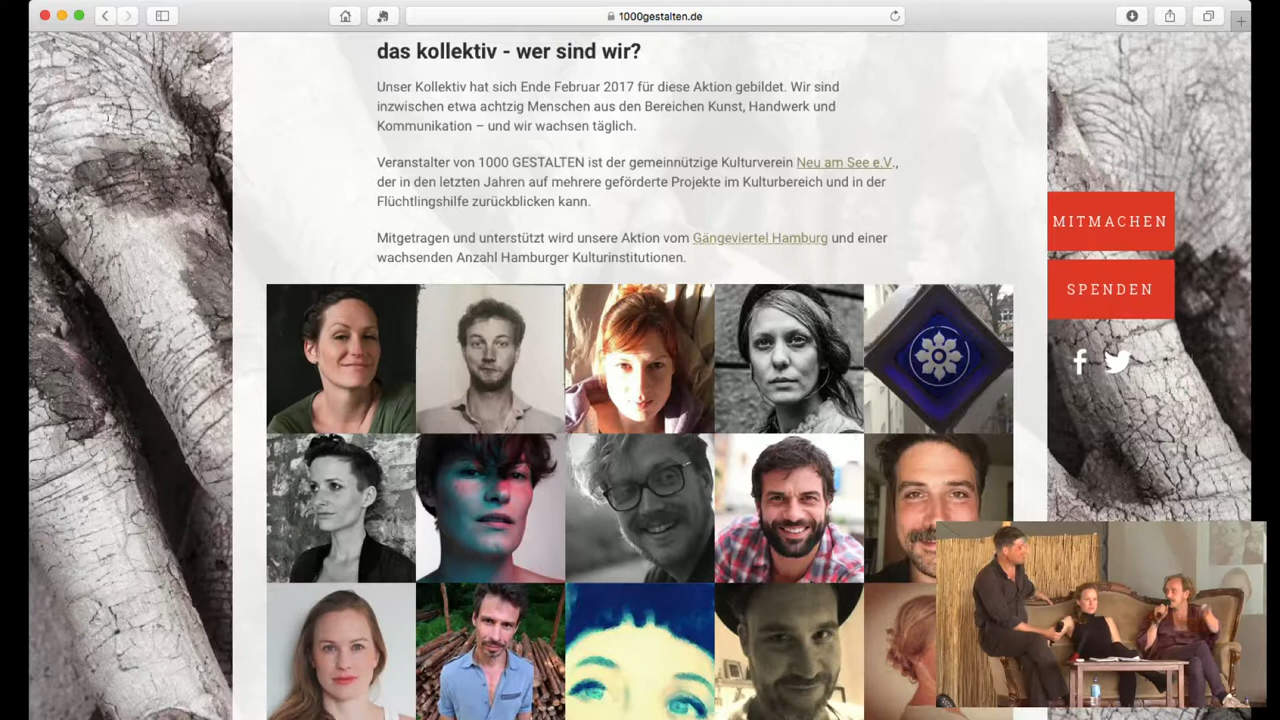 1000gestalten.de
das kollektiv - wer sind wir?
Unser Kollektiv hat sich Ende Februar 2017 für diese Aktion gebildet. Wir sind
inzwischen etwa achtzig Menschen aus den Bereichen Kunst, Handwerk und
Kommunikation – und wir wachsen täglich.
Veranstalter von 1000 GESTALTEN ist der gemeinnützige Kulturverein Neu am See e.V.,
der in den letzten Jahren auf mehrere geförderte Projekte im Kulturbereich und in der
Flüchtlingshilfe zurückblicken kann.
Mitgetragen und unterstützt wird unsere Aktion vom Gängeviertel Hamburg und einer
wachsenden Anzahl Hamburger Kulturinstitutionen.
MITMACHEN
SPENDEN